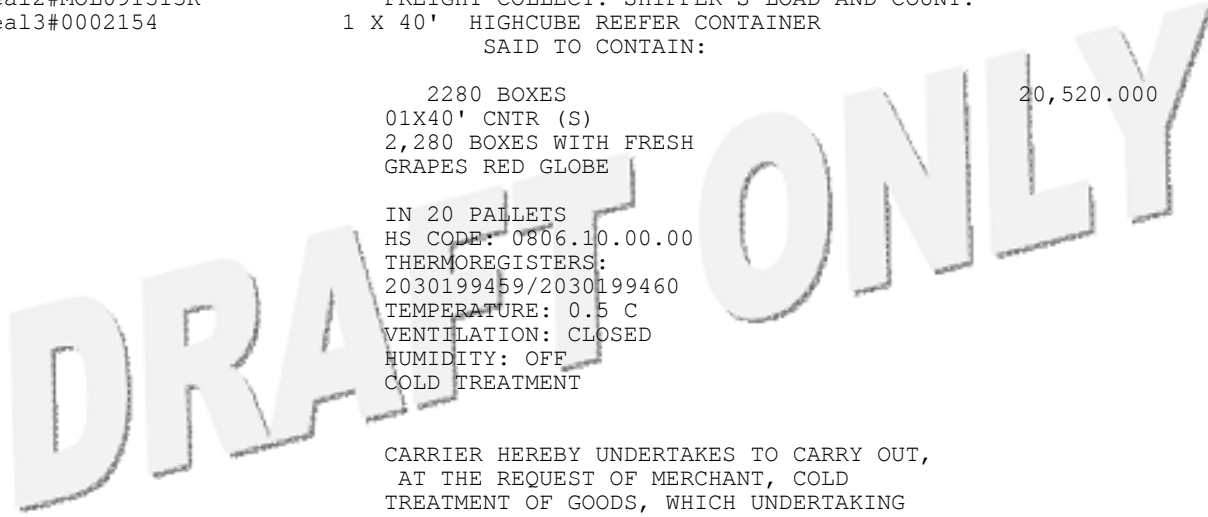 FREIGHT COLLECT. SHIPPER'S LOAD AND COUNT.
eal3#0002154 1 X 40' HIGHCUBE REEFER CONTAINER
SAID TO CONTAIN:
2280 BOXES 20,520.000
01X40' CNTR (S)
2,280 BOXES WITH FRESH
GRAPES RED GLOBE
IN 20 PALLETS
HS CODE: 0806.10.00.00
THERMOREGISTERS:
2030199459/2030199460
TEMPERATURE: 0.5 C
VENTILATION: CLOSED
HUMIDITY: OFF
COLD TREATMENT
CARRIER HEREBY UNDERTAKES TO CARRY OUT,
AT THE REQUEST OF MERCHANT, COLD
TREATMENT OF GOODS, WHICH UNDERTAKING
DRAFT ONLY